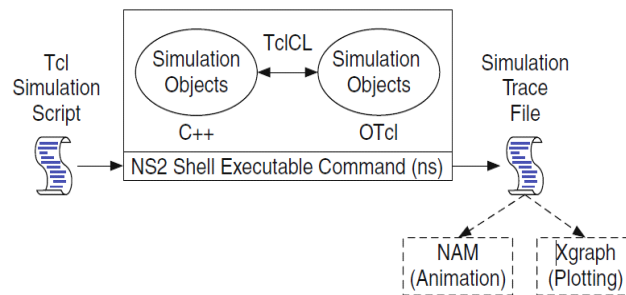 Tcl
Simulation
Script
TclCL
Simulation
Objects
Simulation
Objects
C++
OTcl
NS2 Shell Executable Command (ns)
Simulation
Trace
File
NAM
(Animation)
Xgraph
(Plotting)